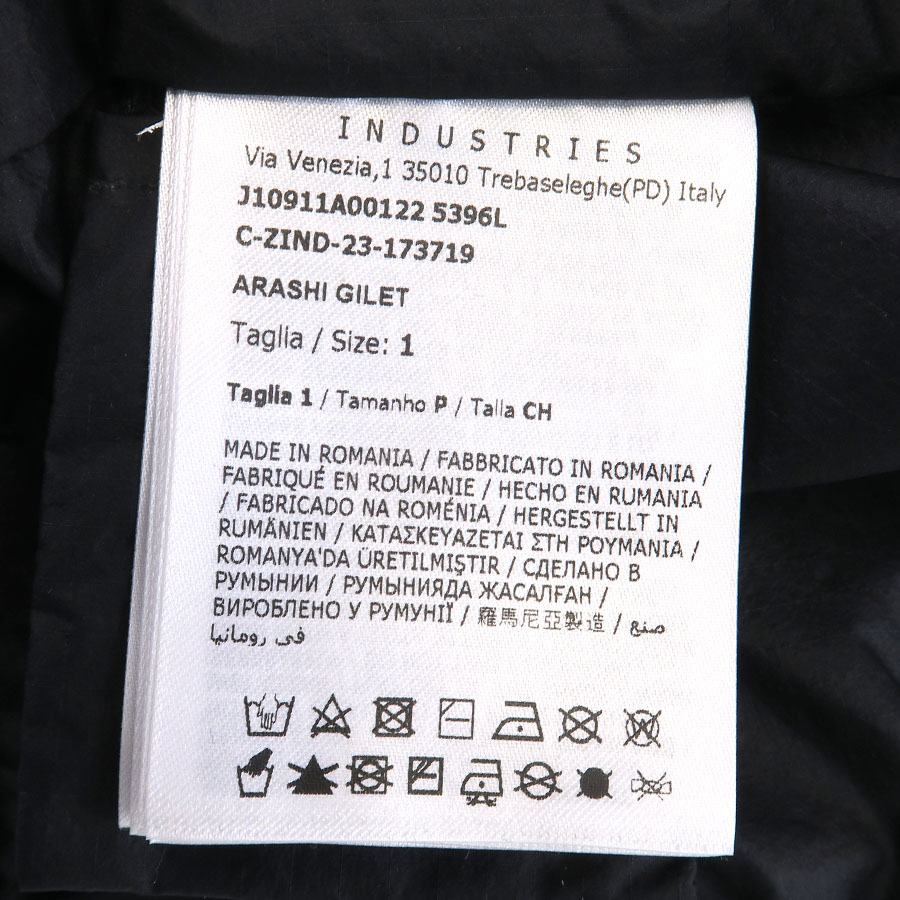 INDUSTRIES
Via Venezia,1 35010 Trebaseleghe(PD) Italy
J10911A00122 5396L
C-ZIND-23-173719
ARASHI GILET
Taglia / Size: 1
Taglia 1 / Tamanho P / Talla CH
MADE IN ROMANIA / FABBRICATO IN ROMANIA /
FABRIQUÉ EN ROUMANIE / HECHO EN RUMANIA
/ FABRICADO NA ROMÉNIA / HERGESTELLT IN
RUMÄNIEN / ΚΑΤΑΣΚΕΥΑΖΕΤΑΙ ΣΤΗ ΡΟΥΜΑΝΙΑ /
ROMANYA'DA ÜRETILMIŞTIR / СДЕЛАНО В
РУМЫНИИ / РУМЫНИЯДА ЖАСАЛҒАН /
ВИРОБЛЕНО У РУМУНІЇ / 羅馬尼亞製造 / صنع
في رومانيا